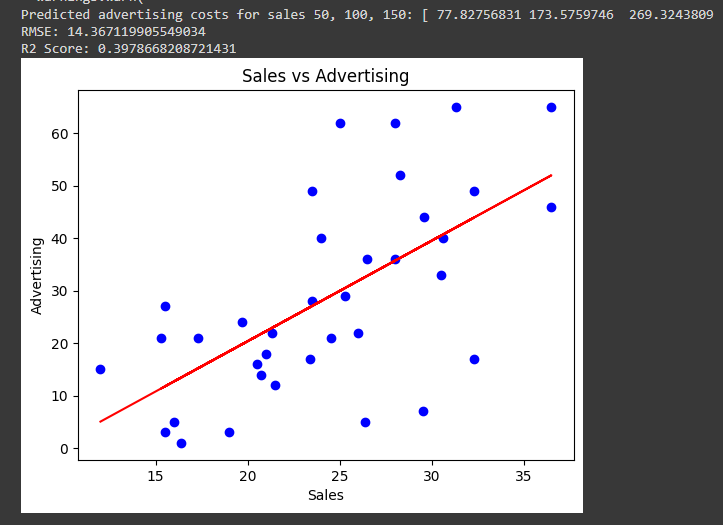 Predicted advertising costs for sales 50, 100, 150: [ 77.82756831 173.5759746  269.3243809
RMSE: 14.367119905549034
R2 Score: 0.3978668208721431
Sales vs Advertising
60
50
40
30
20
10
0
Advertising
15 20 25 30 35
Sales